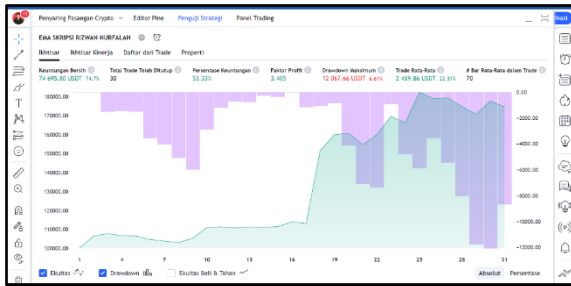 Penyaring Pasangan Crypto Editor Pine Penguji Strategi Panel Trading
EMA SKRIPSI RIZWAN NURFALAH
Ikhtisar Ikhtisar Kinerja Daftar dari Trade Properti
Keuntungan Bersih Total Trade Telah Ditutup Persentase Keuntungan Faktor Profit Drawdown Maksimum Trade Rata-Rata # Bar Rata-Rata dalam Trade
74 695.80 USDT 74.7% 30 53.33% 3.405 12 067.66 USDT 6.61% 2 489.86 USDT 22.31% 70
180000.00 0.00
170000.00 -2000.00
160000.00 -4000.00
150000.00 -6000.00
140000.00
130000.00 -8000.00
120000.00
110000.00 -10000.00
100000.00 -12000.00
1 4 7 10 13 16 19 22 25 28 31
Ekuitas Drawdown Ekuitas Beli & Tahan Absolut Persentase